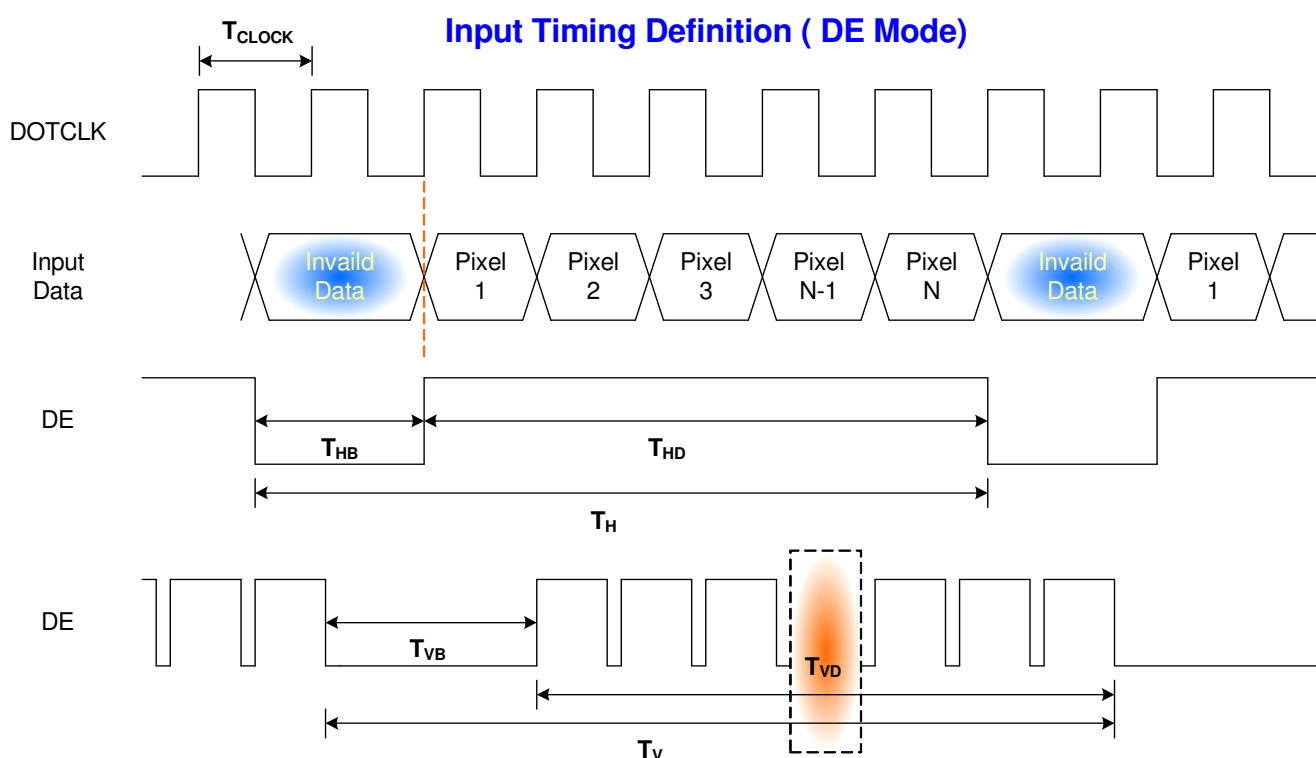 Input Timing Definition ( DE Mode)
TCLOCK
DOTCLK
Input
Data
Invaild
Data
Pixel
1
Pixel
2
Pixel
3
Pixel
N-1
Pixel
N
Invaild
Data
Pixel
1
DE
THB
THD
TH
DE
TVB
TVD
TV